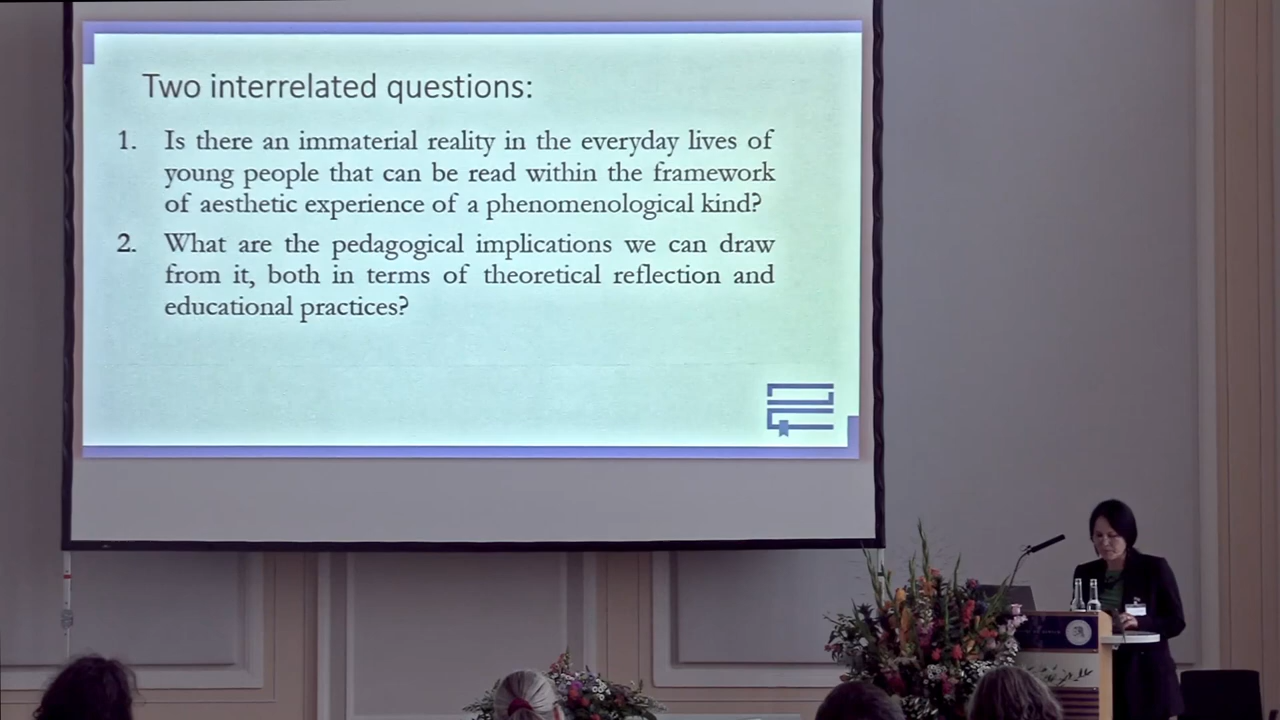 Two interrelated questions:
1. Is there an immaterial reality in the everyday lives of
young people that can be read within the framework
of aesthetic experience of a phenomenological kind?
2. What are the pedagogical implications we can draw
from it, both in terms of theoretical reflection and
educational practices?